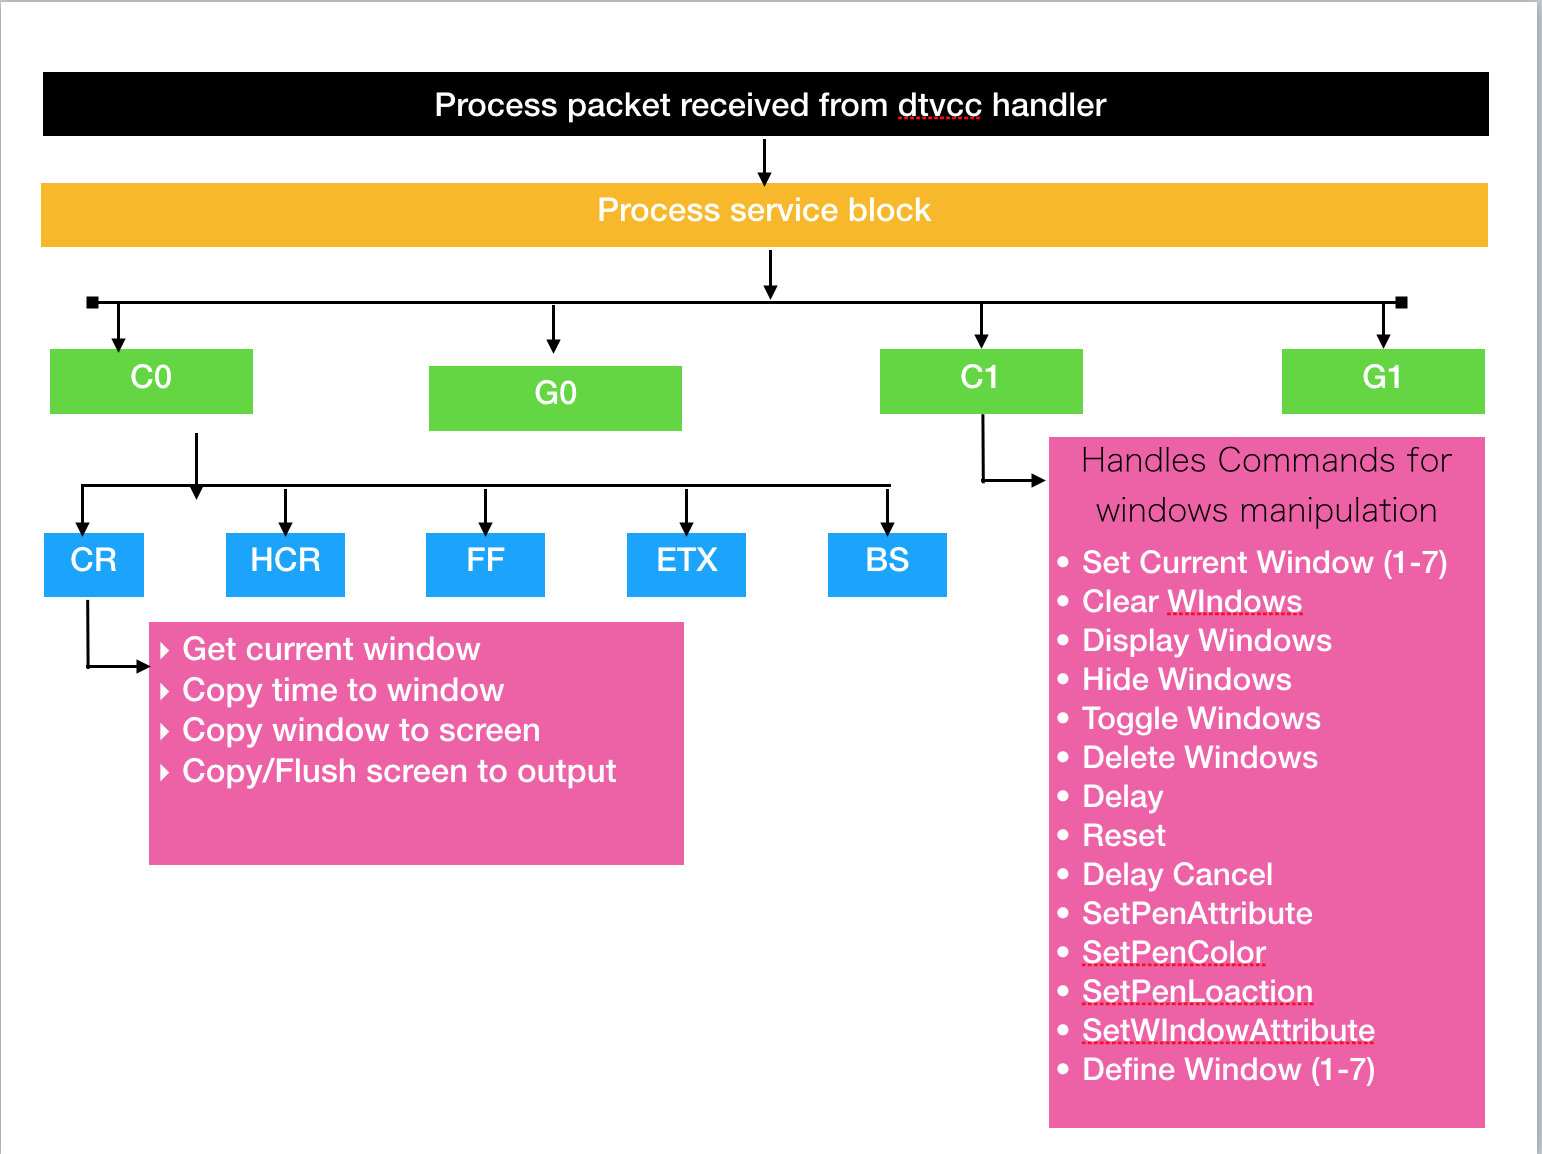 Process packet received from dtvcc handler
Process service block
C0
G0
C1
G1
CR
HCR
FF
ETX
BS
Get current window
Copy time to window
Copy window to screen
Copy/Flush screen to output
Handles Commands for
windows manipulation
Set Current Window (1-7)
Clear WIndows
Display Windows
Hide Windows
Toggle Windows
Delete Windows
Delay
Reset
Delay Cancel
SetPenAttribute
SetPenColor
SetPenLoaction
SetWIndowAttribute
Define Window (1-7)